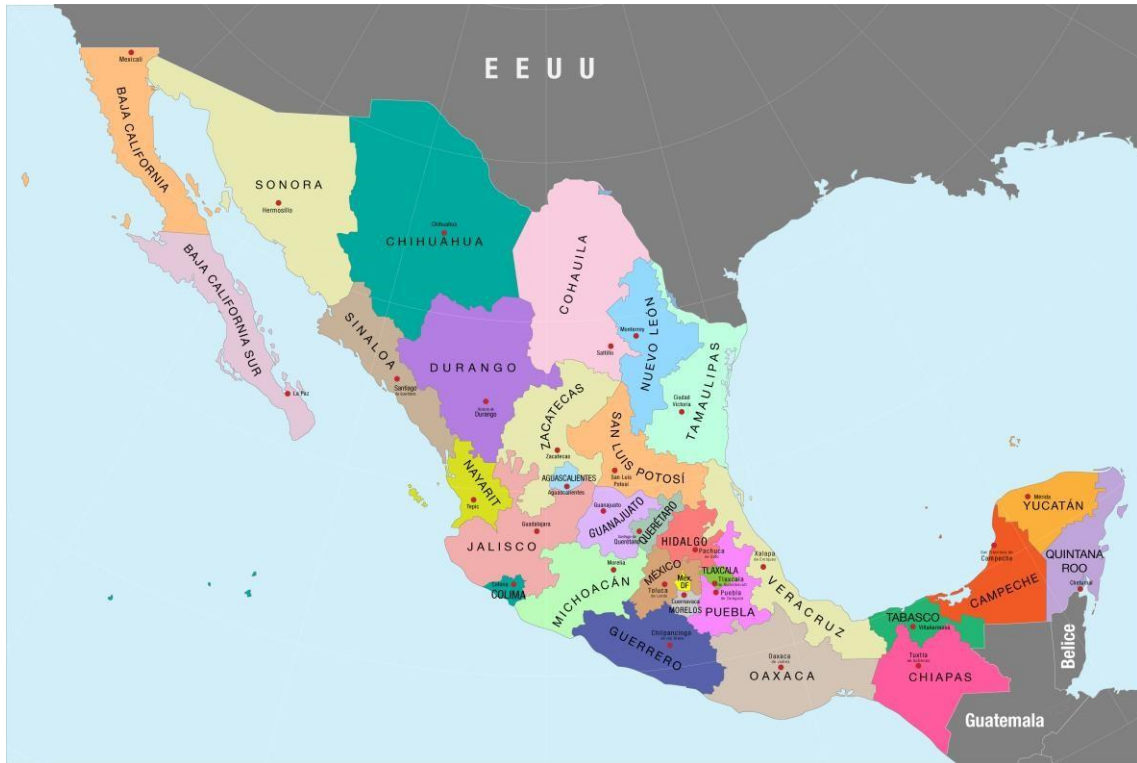 EEUU
Mexicali
BAJA CALIFORNIA
SONORA
Hermosillo
Chihuahua
CHIHUAHUA
COHAUILA
BAJA CALIFORNIA SUR
La Paz
SINALOA
Santiago
DURANGO
Durango
Monterrey
Saltillo
NUEVO LEÓN
TAMAULIPAS
Ciudad
Victoria
ZACATECAS
Zacatecas
SAN LUIS POTOSÍ
San Luis
Potosí
NAYARIT
Tepic
AGUASCALIENTES
Aguascalientes
Guadalajara
JALISCO
Guanajuato
GUANAJUATO
QUERÉTARO
Querétaro
HIDALGO
Pachuca
COLIMA
Morelia
MICHOACÁN
MÉXICO
Toluca
Méx.
DF
TLAXCALA
Tlaxcala
Puebla
PUEBLA
Cuernavaca
MORELOS
Xalapa
VERACRUZ
GUERRERO
Chilpancingo
Oaxaca
OAXACA
TABASCO
Villahermosa
Tuxtla
CHIAPAS
Campeche
CAMPECHE
Mérida
YUCATÁN
QUINTANA
ROO
Chetumal
Belice
Guatemala